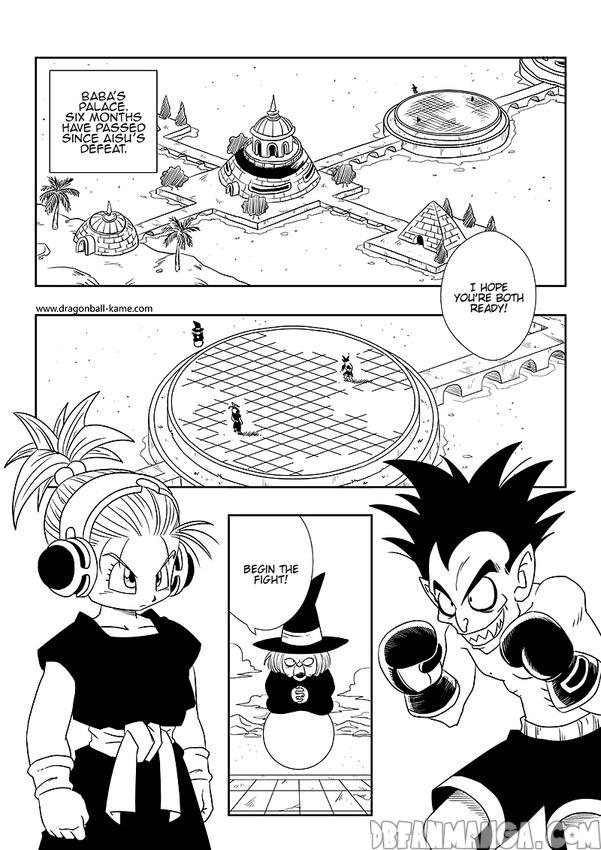 BABA'S
PALACE.
SIX MONTHS
HAVE PASSED
SINCE AISU'S
DEFEAT.
www.dragonball-kame.com
I HOPE
YOU'RE BOTH
READY!
BEGIN THE
FIGHT!
DBFANMANGA.COM